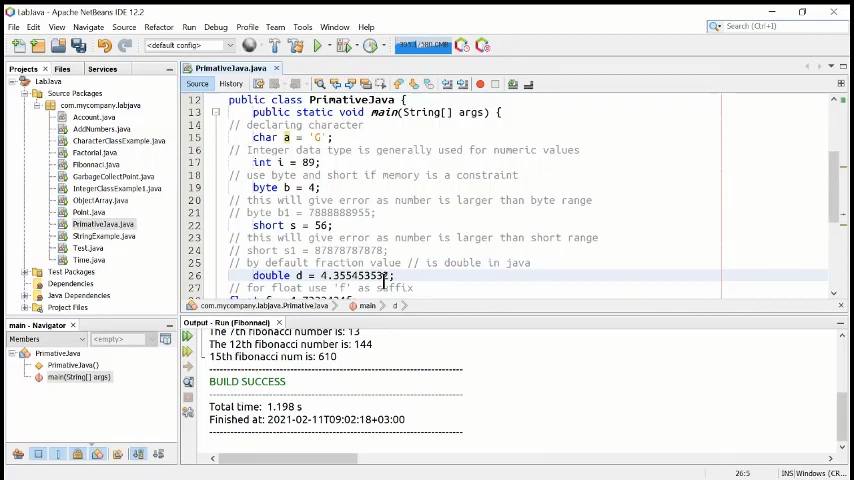 LabJava - Apache NetBeans IDE 12.2
File Edit View Navigate Source Refactor Run Debug Profile Team Tools Window Help
Search (Ctrl+I)
<default config>
Projects Files Services
PrimativeJava.java
Source History
LabJava
Source Packages
com.mycompany.labjava
Account.java
AddNumbers.java
CharacterClassExample.java
Factorial.java
Fibonnaci.java
GarbageCollectPoint.java
IntegerClassExample1.java
ObjectArray.java
Point.java
PrimativeJava.java
StringExample.java
Test.java
Time.java
Test Packages
Dependencies
Java Dependencies
Project Files
12 public class PrimativeJava {
13 public static void main(String[] args) {
14 // declaring character
15 char a = 'G';
16 // Integer data type is generally used for numeric values
17 int i = 89;
18 // use byte and short if memory is a constraint
19 byte b = 4;
20 // this will give error as number is larger than byte range
21 // byte b1 = 7888888955;
22 short s = 56;
23 // this will give error as number is larger than short range
24 // short s1 = 87878787878;
25 // by default fraction value // is double in java
26 double d = 4.355453532;
27 // for float use 'f' as suffix
com.mycompany.labjava.PrimativeJava main d
main - Navigator
Members <empty>
PrimativeJava
PrimativeJava()
main(String[] args)
Output - Run (Fibonnaci)
The 7th fibonacci number is: 13
The 12th fibonacci number is: 144
15th fibonacci num is: 610
------------------------------------------------------------------------
BUILD SUCCESS
------------------------------------------------------------------------
Total time: 1.198 s
Finished at: 2021-02-11T09:02:18+03:00
------------------------------------------------------------------------
26:5 INS Windows (CR...